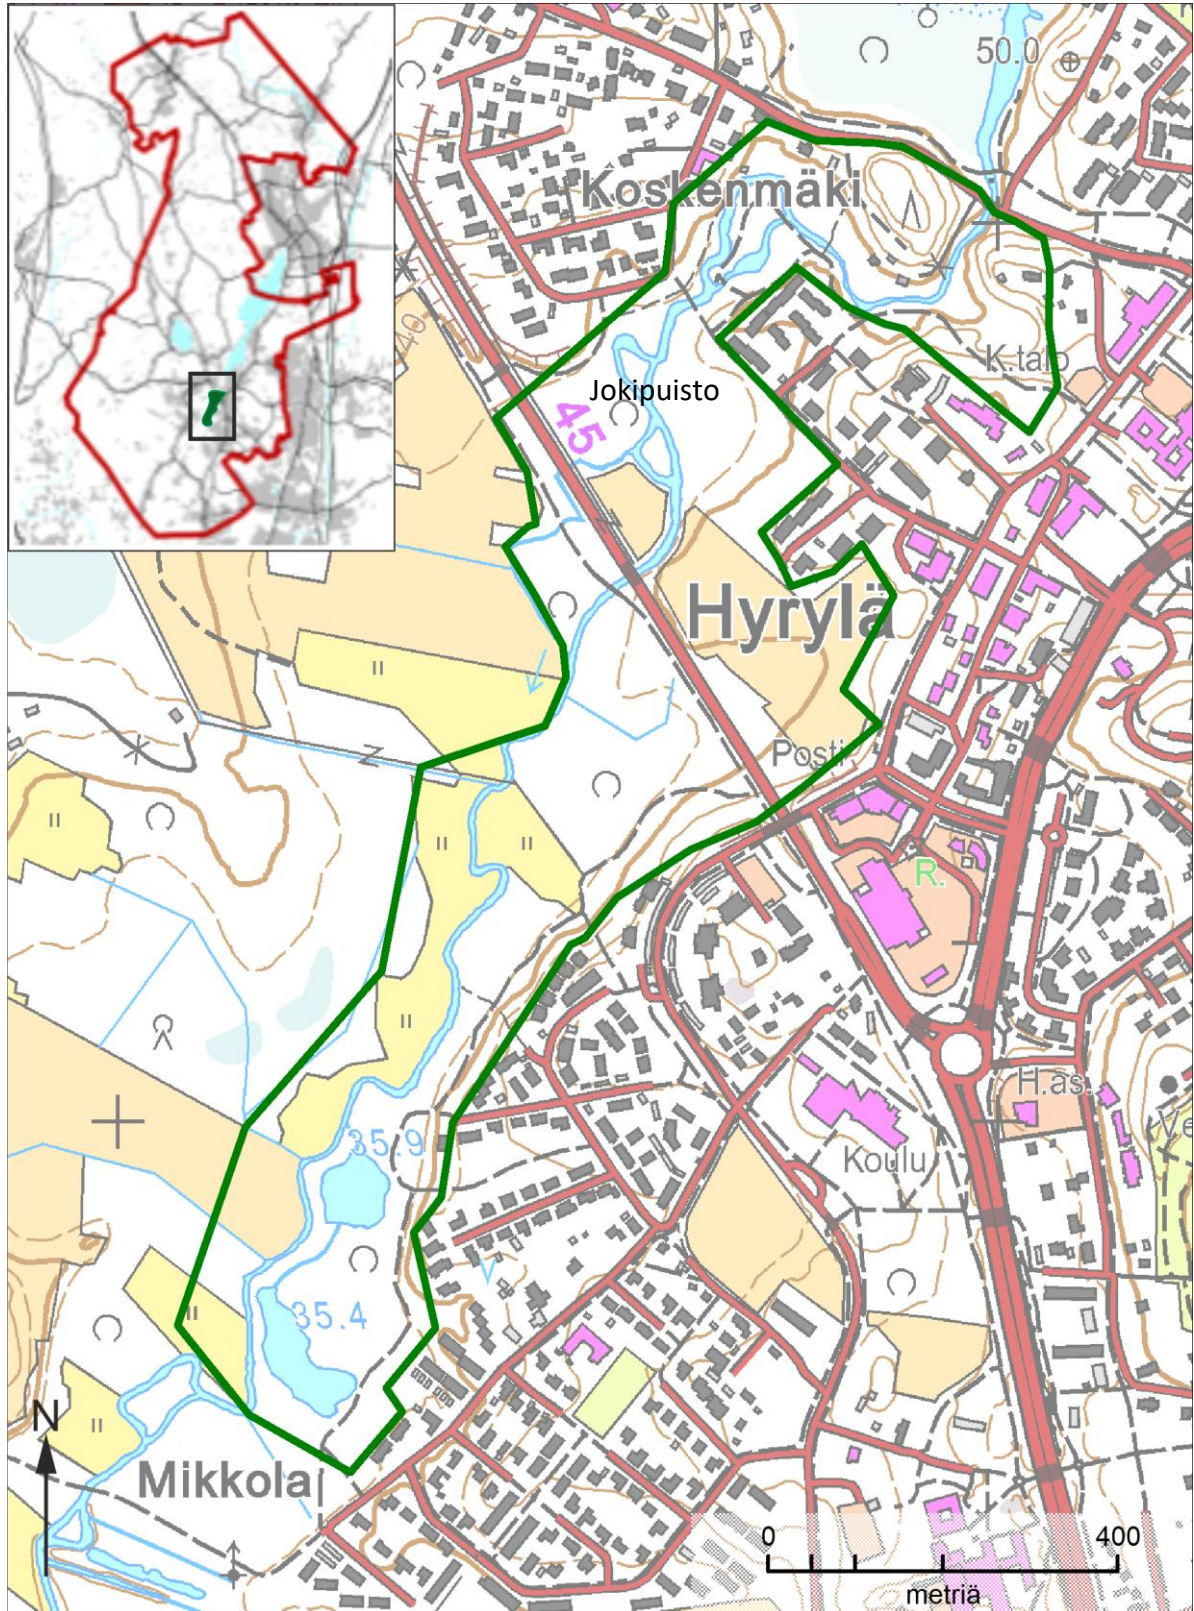 50.0
Koskenmäki
40
K.talo
Jokipuisto
45
Hyrylä
Posti
R.
H.as.
Ve
35.9
Koulu
35.4
N
Mikkola
0 400
metriä